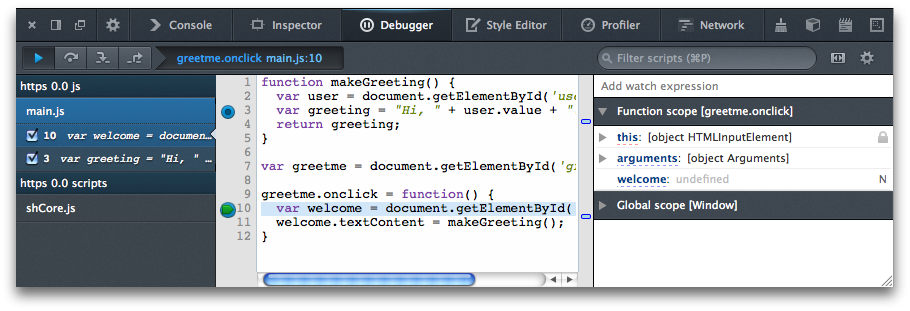 Console Inspector Debugger Style Editor Profiler Network
greetme.onclick main.js:10
Filter scripts (⌘P)
https 0.0 js
main.js
10 var welcome = documen…
3 var greeting = "Hi, " …
https 0.0 scripts
shCore.js
1 function makeGreeting() {
2 var user = document.getElementById('use
3 var greeting = "Hi, " + user.value + "
4 return greeting;
5 }
6
7 var greetme = document.getElementById('g
8
9 greetme.onclick = function() {
10 var welcome = document.getElementById(
11 welcome.textContent = makeGreeting();
12 }
Add watch expression
Function scope [greetme.onclick]
this: [object HTMLInputElement]
arguments: [object Arguments]
welcome: undefined N
Global scope [Window]